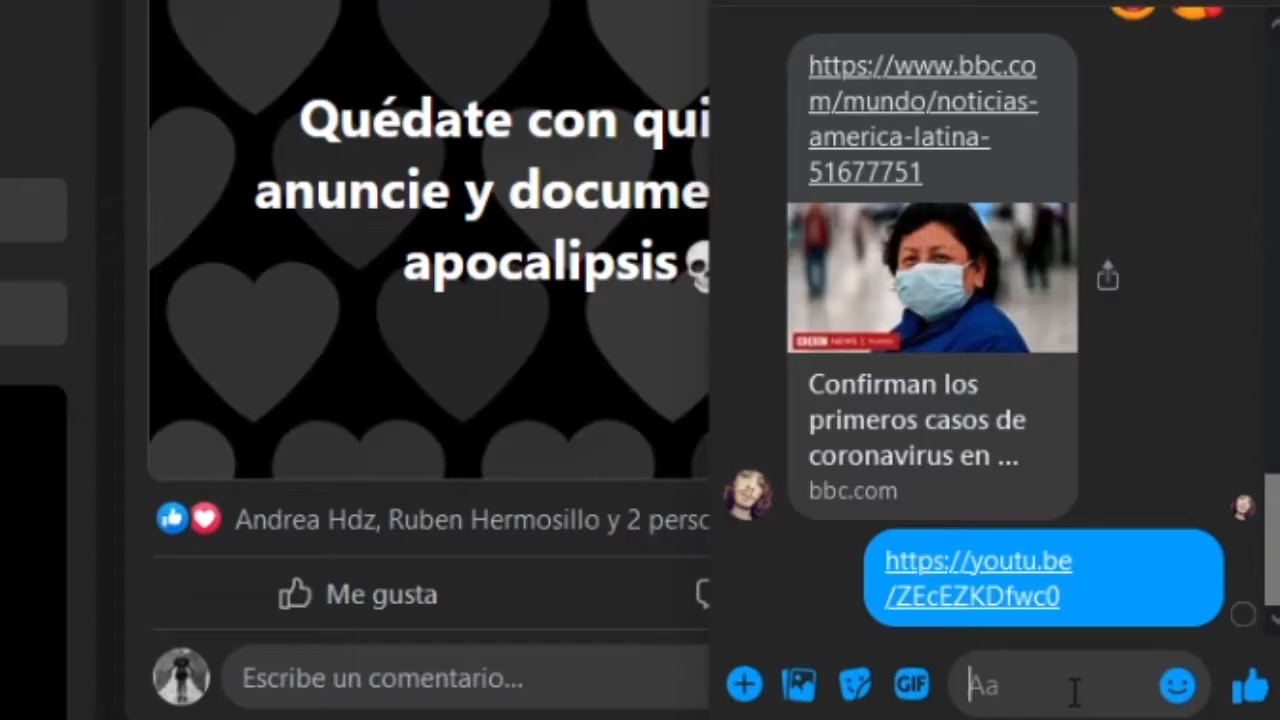 Quédate con qui
anuncie y docume
apocalipsis
Andrea Hdz, Ruben Hermosillo y 2 perso
Me gusta
Escribe un comentario...
https://www.bbc.co
m/mundo/noticias-
america-latina-
51677751
BBC NEWS
Confirman los
primeros casos de
coronavirus en ...
bbc.com
https://youtu.be
/ZEcEZKDfwc0
GIF
Aa